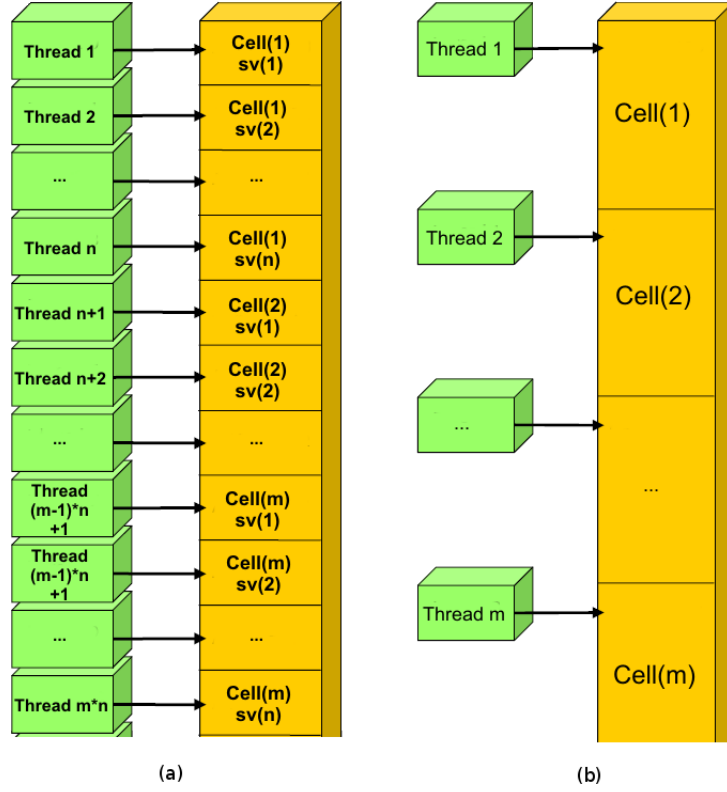 Thread 1
Cell(1)
sv(1)
Thread 2
Cell(1)
sv(2)
...
...
Thread n
Cell(1)
sv(n)
Thread n+1
Cell(2)
sv(1)
Thread n+2
Cell(2)
sv(2)
...
...
Thread
(m-1)*n
+1
Cell(m)
sv(1)
Thread
(m-1)*n
+1
Cell(m)
sv(2)
...
...
Thread m*n
Cell(m)
sv(n)
(a)
Thread 1
Cell(1)
Thread 2
Cell(2)
...
...
Thread m
Cell(m)
(b)